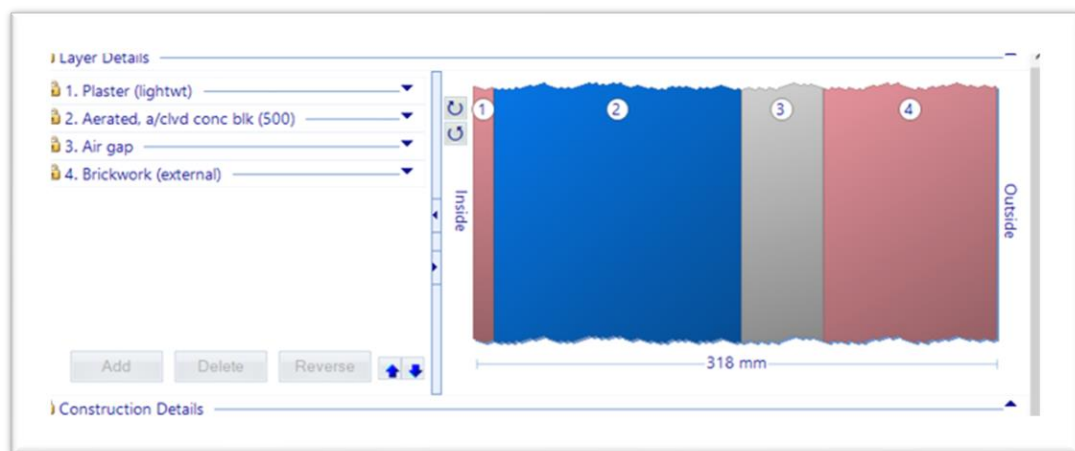 Layer Details
1. Plaster (lightwt)
2. Aerated, a/clvd conc blk (500)
3. Air gap
4. Brickwork (external)
1 2 3 4
Inside
Outside
318 mm
Add Delete Reverse
Construction Details